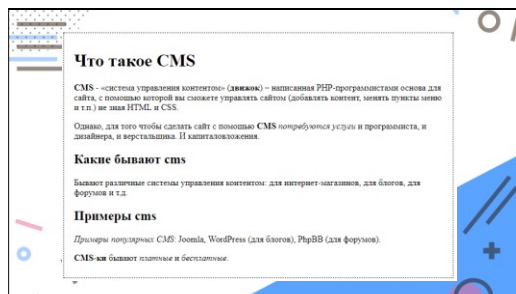 Что такое CMS
CMS - «система управления контентом» (движок) – написанная PHP-программистами основа для
сайта, с помощью которой вы сможете управлять сайтом (добавлять контент, менять пункты меню
и т.п.) не зная HTML и CSS.
Однако, для того чтобы сделать сайт с помощью CMS потребуются услуги и программиста, и
дизайнера, и верстальщика. И капиталовложения.
Какие бывают cms
Бывают различные системы управления контентом: для интернет-магазинов, для блогов, для
форумов и т.д.
Примеры cms
Примеры популярных CMS: Joomla, WordPress (для блогов), PhpBB (для форумов).
CMS-ки бывают платные и бесплатные.